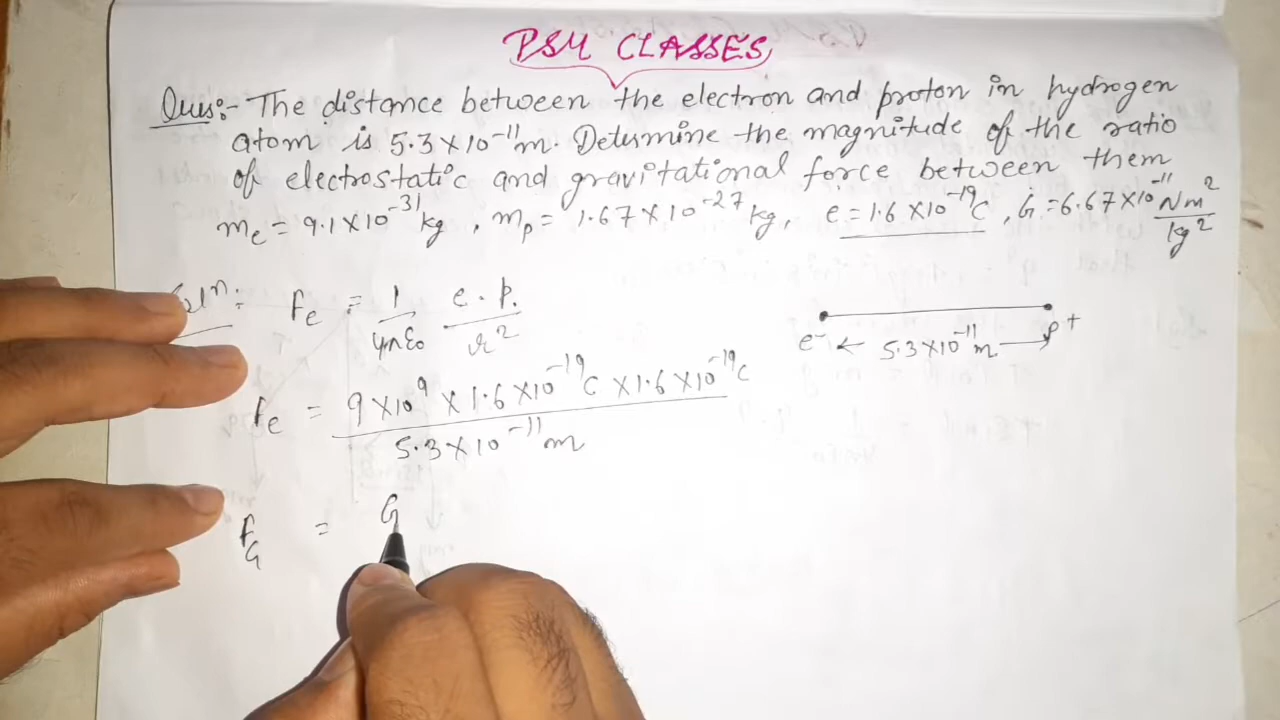 PSM CLASSES
Ques:- The distance between the electron and proton in hydrogen
atom is 5.3×10⁻¹¹m. Determine the magnitude of the ratio
of electrostatic and gravitational force between them
mₑ = 9.1×10⁻³¹ kg, mₚ = 1.67×10⁻²⁷ kg, e = 1.6×10⁻¹⁹C, G = 6.67×10⁻¹¹ Nm²/kg²
Solⁿ: Fₑ = 1/4πε₀ e·p./r²
e⁻ ← 5.3×10⁻¹¹m → p⁺
Fₑ = 9×10⁹ × 1.6×10⁻¹⁹C × 1.6×10⁻¹⁹C / 5.3×10⁻¹¹m
F_G = G